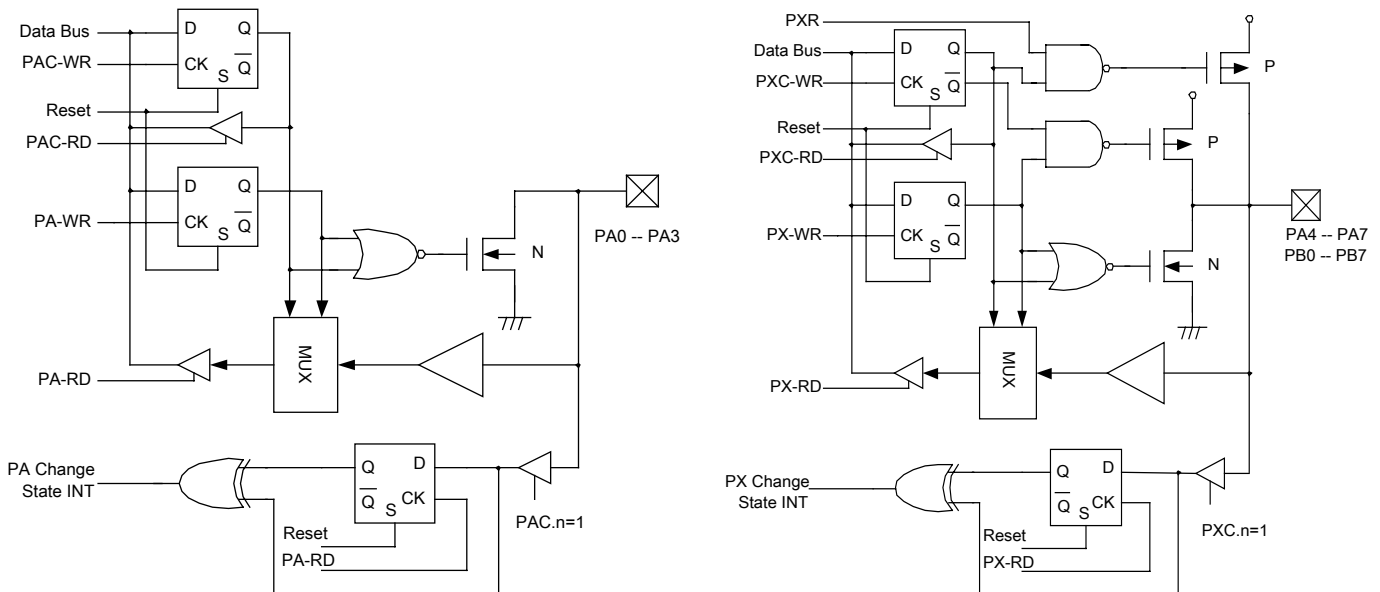 Data Bus
D
Q
PAC-WR
CK
S
Q
Reset
PAC-RD
D
Q
PA-WR
CK
S
Q
N
PA0 -- PA3
MUX
PA-RD
PA Change
State INT
Q
D
Q
S
CK
PAC.n=1
Reset
PA-RD
PXR
Data Bus
D
Q
PXC-WR
CK
S
Q
P
Reset
PXC-RD
P
D
Q
PX-WR
CK
S
Q
PA4 -- PA7
PB0 -- PB7
N
MUX
PX-RD
PX Change
State INT
Q
D
Q
S
CK
PXC.n=1
Reset
PX-RD